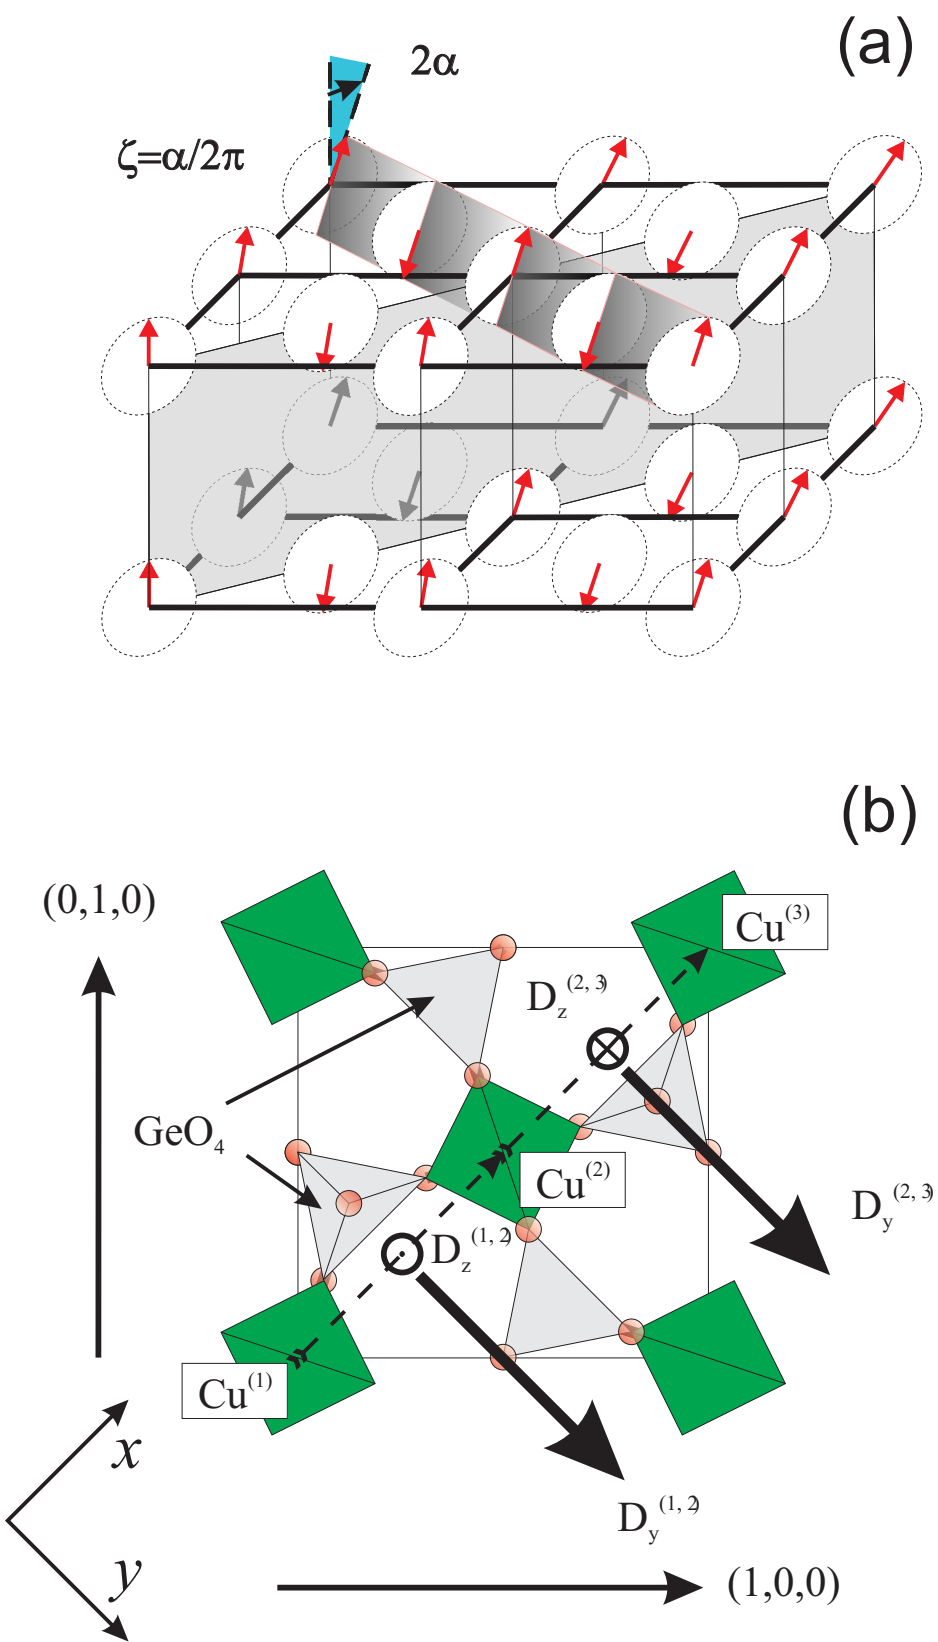 (a)
2α
ζ=α/2π
(b)
(0,1,0)
Cu(3)
Dz(2, 3)
GeO4
Cu(2)
Dy(2, 3)
Dz(1, 2)
Cu(1)
x
Dy(1, 2)
y
(1,0,0)